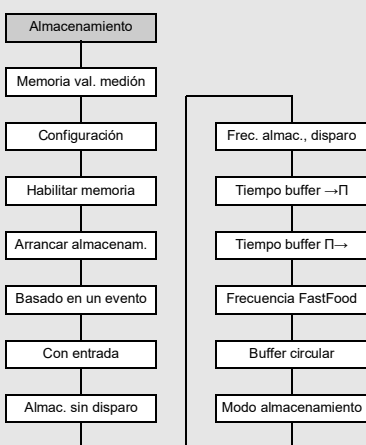 Almacenamiento
Memoria val. medión
Configuración
Habilitar memoria
Arrancar almacenam.
Basado en un evento
Con entrada
Almac. sin disparo
Frec. almac., disparo
Tiempo buffer →Π
Tiempo buffer Π→
Frecuencia FastFood
Buffer circular
Modo almacenamiento